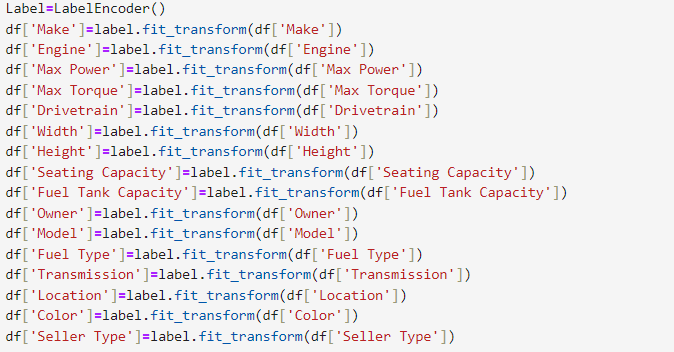 Label=LabelEncoder()
df['Make']=label.fit_transform(df['Make'])
df['Engine']=label.fit_transform(df['Engine'])
df['Max Power']=label.fit_transform(df['Max Power'])
df['Max Torque']=label.fit_transform(df['Max Torque'])
df['Drivetrain']=label.fit_transform(df['Drivetrain'])
df['Width']=label.fit_transform(df['Width'])
df['Height']=label.fit_transform(df['Height'])
df['Seating Capacity']=label.fit_transform(df['Seating Capacity'])
df['Fuel Tank Capacity']=label.fit_transform(df['Fuel Tank Capacity'])
df['Owner']=label.fit_transform(df['Owner'])
df['Model']=label.fit_transform(df['Model'])
df['Fuel Type']=label.fit_transform(df['Fuel Type'])
df['Transmission']=label.fit_transform(df['Transmission'])
df['Location']=label.fit_transform(df['Location'])
df['Color']=label.fit_transform(df['Color'])
df['Seller Type']=label.fit_transform(df['Seller Type'])